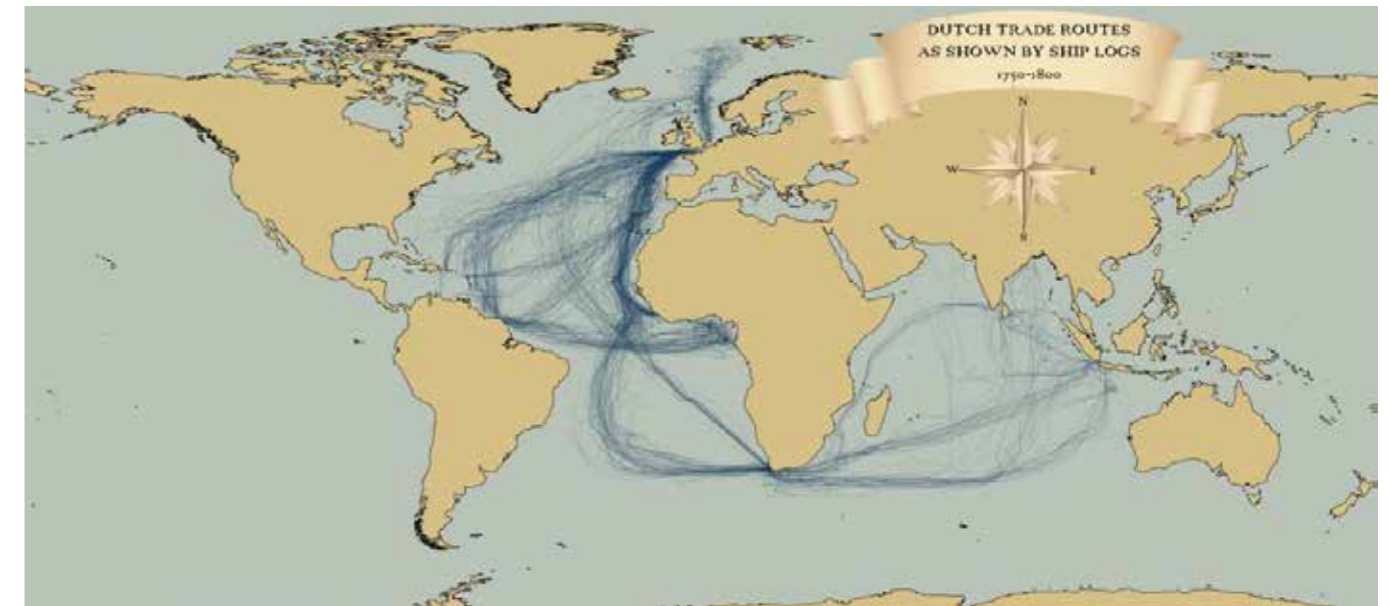 DUTCH TRADE ROUTES
AS SHOWN BY SHIP LOGS
1750-1800
N
W E
S